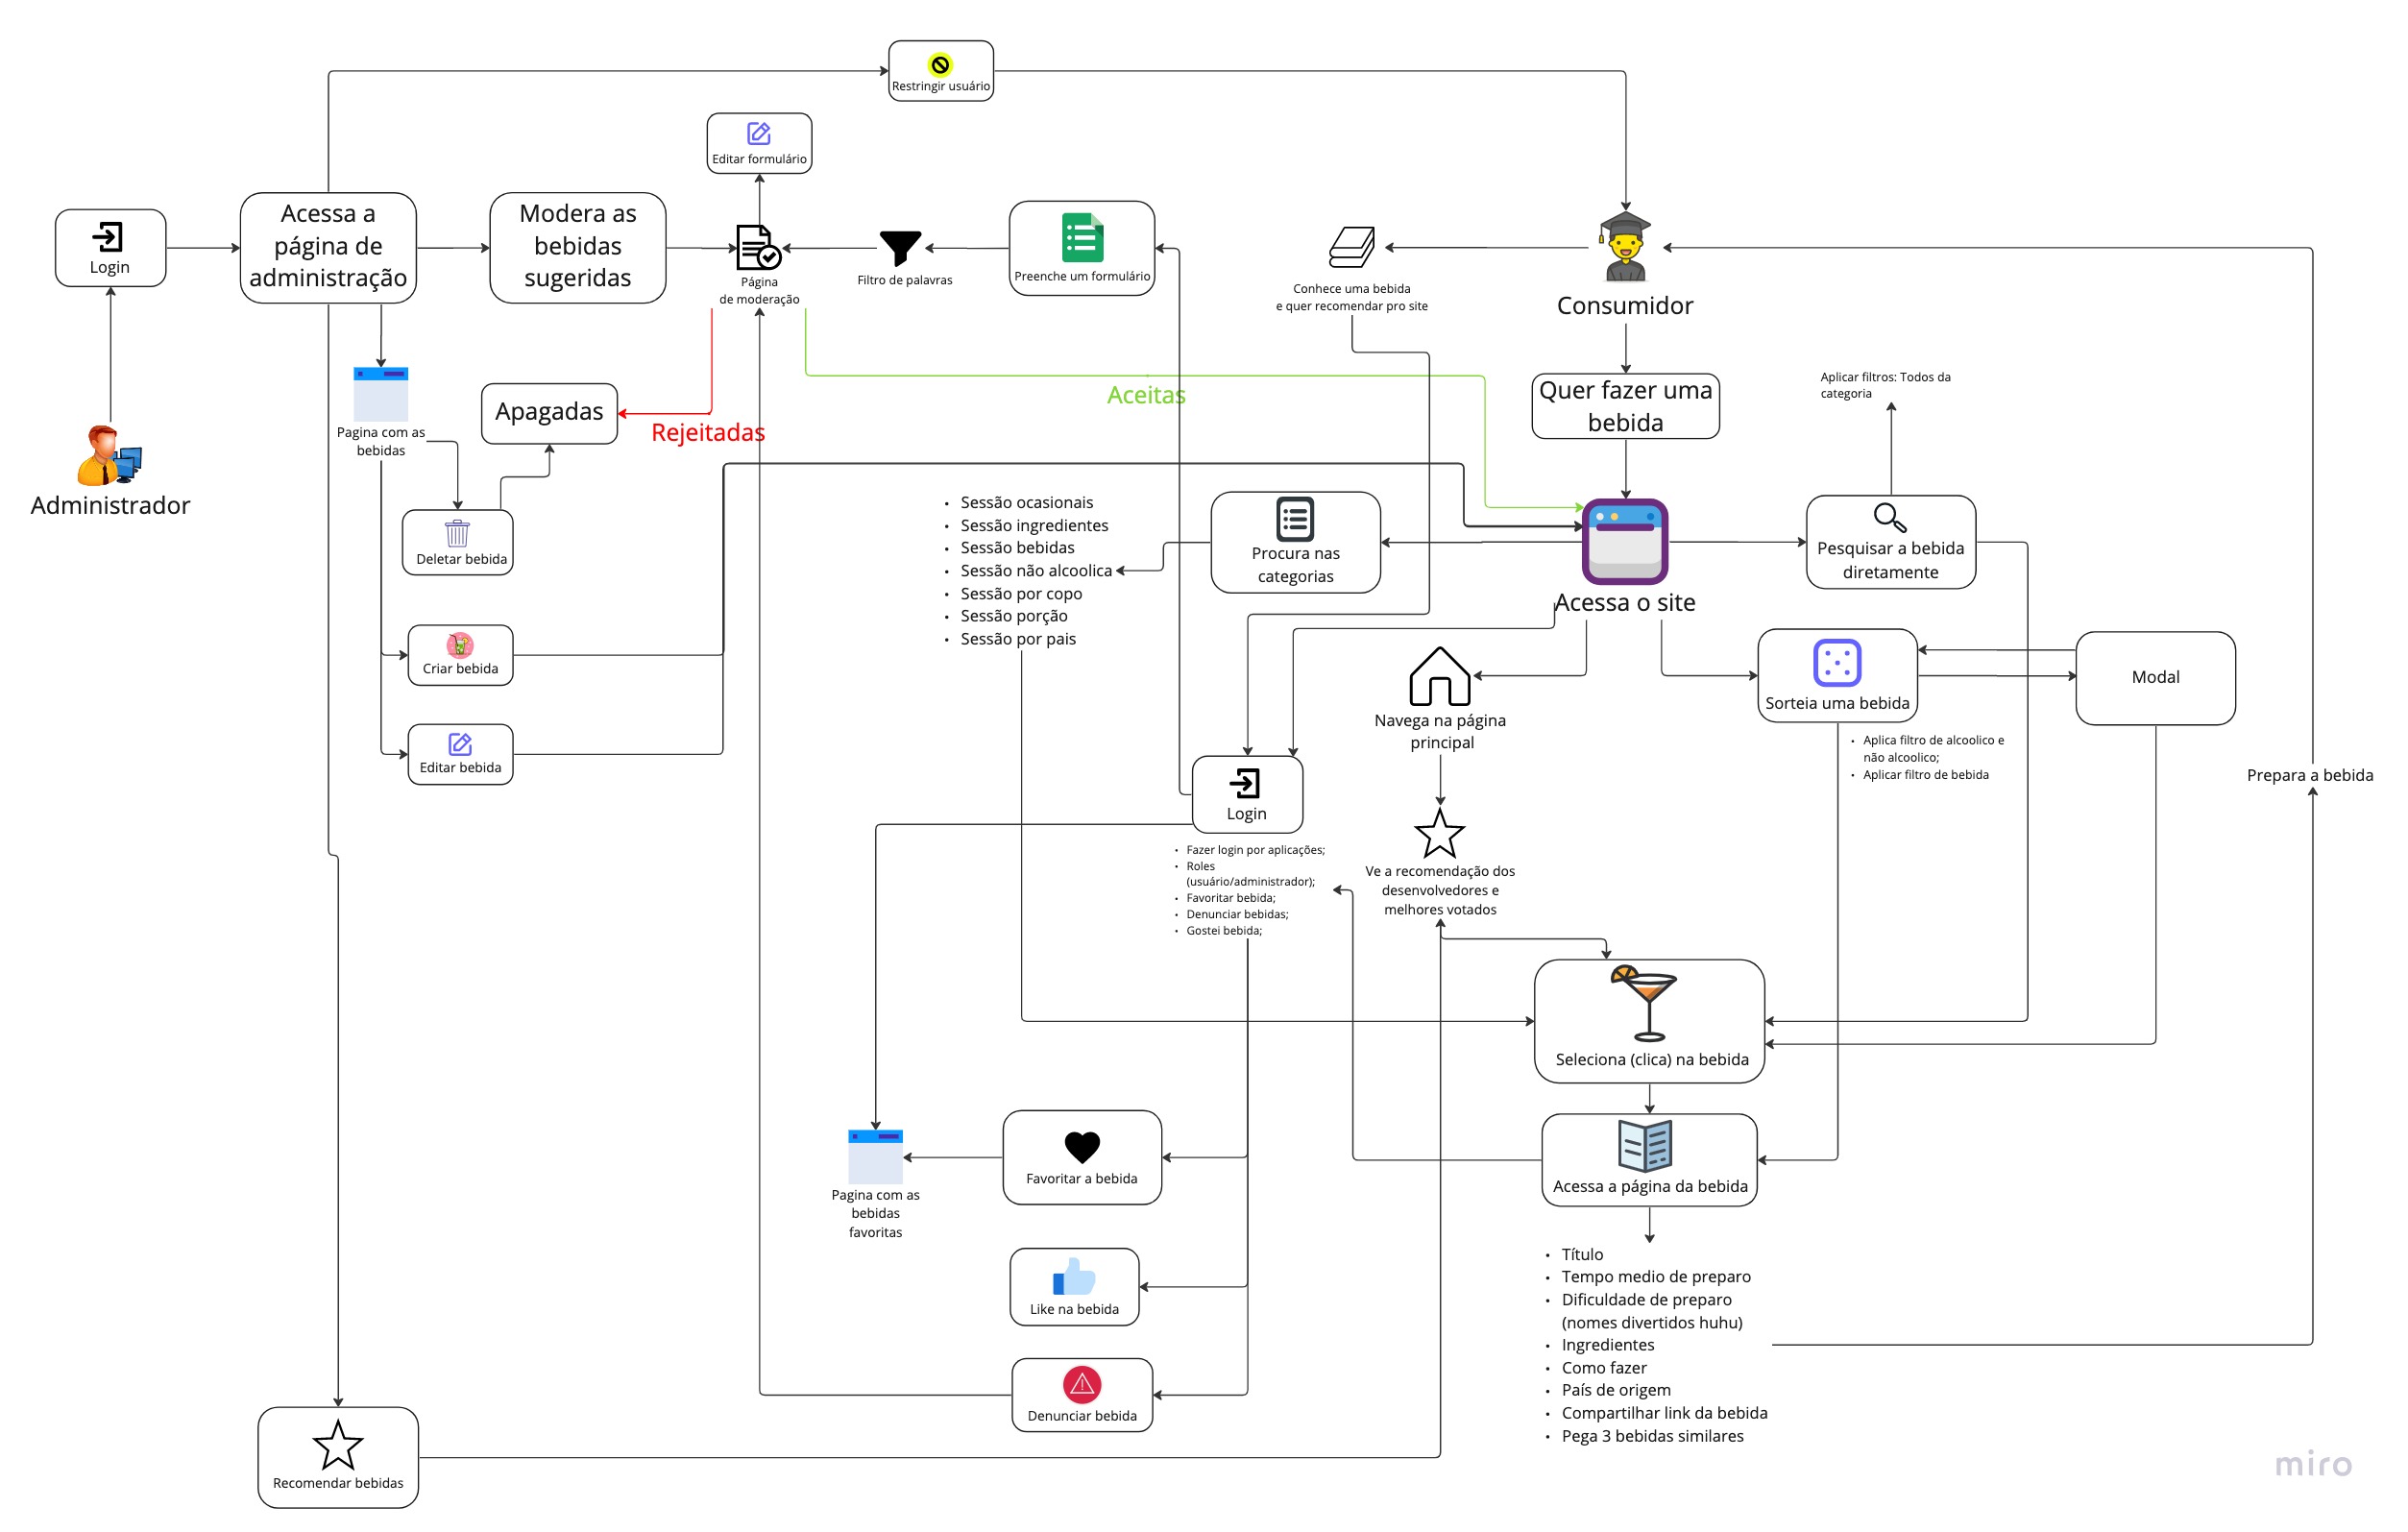 Restringir usuário
Editar formulário
Login
Acessa a
página de
administração
Modera as
bebidas
sugeridas
Página
de moderação
Filtro de palavras
Preenche um formulário
Conhece uma bebida
e quer recomendar pro site
Consumidor
Administrador
Pagina com as
bebidas
Apagadas
Rejeitadas
Aceitas
Quer fazer uma
bebida
Aplicar filtros: Todos da
categoria
Deletar bebida
Criar bebida
Editar bebida
• Sessão ocasionais
• Sessão ingredientes
• Sessão bebidas
• Sessão não alcoolica
• Sessão por copo
• Sessão porção
• Sessão por pais
Procura nas
categorias
Acessa o site
Pesquisar a bebida
diretamente
Sorteia uma bebida
Modal
• Aplica filtro de alcoolico e
não alcoolico;
• Aplicar filtro de bebida
Prepara a bebida
Navega na página
principal
Login
• Fazer login por aplicações;
• Roles
(usuário/administrador);
• Favoritar bebida;
• Denunciar bebidas;
• Gostei bebida;
Ve a recomendação dos
desenvolvedores e
melhores votados
Seleciona (clica) na bebida
Acessa a página da bebida
Pagina com as
bebidas
favoritas
Favoritar a bebida
Like na bebida
Denunciar bebida
• Título
• Tempo medio de preparo
• Dificuldade de preparo
(nomes divertidos huhu)
• Ingredientes
• Como fazer
• País de origem
• Compartilhar link da bebida
• Pega 3 bebidas similares
Recomendar bebidas
miro